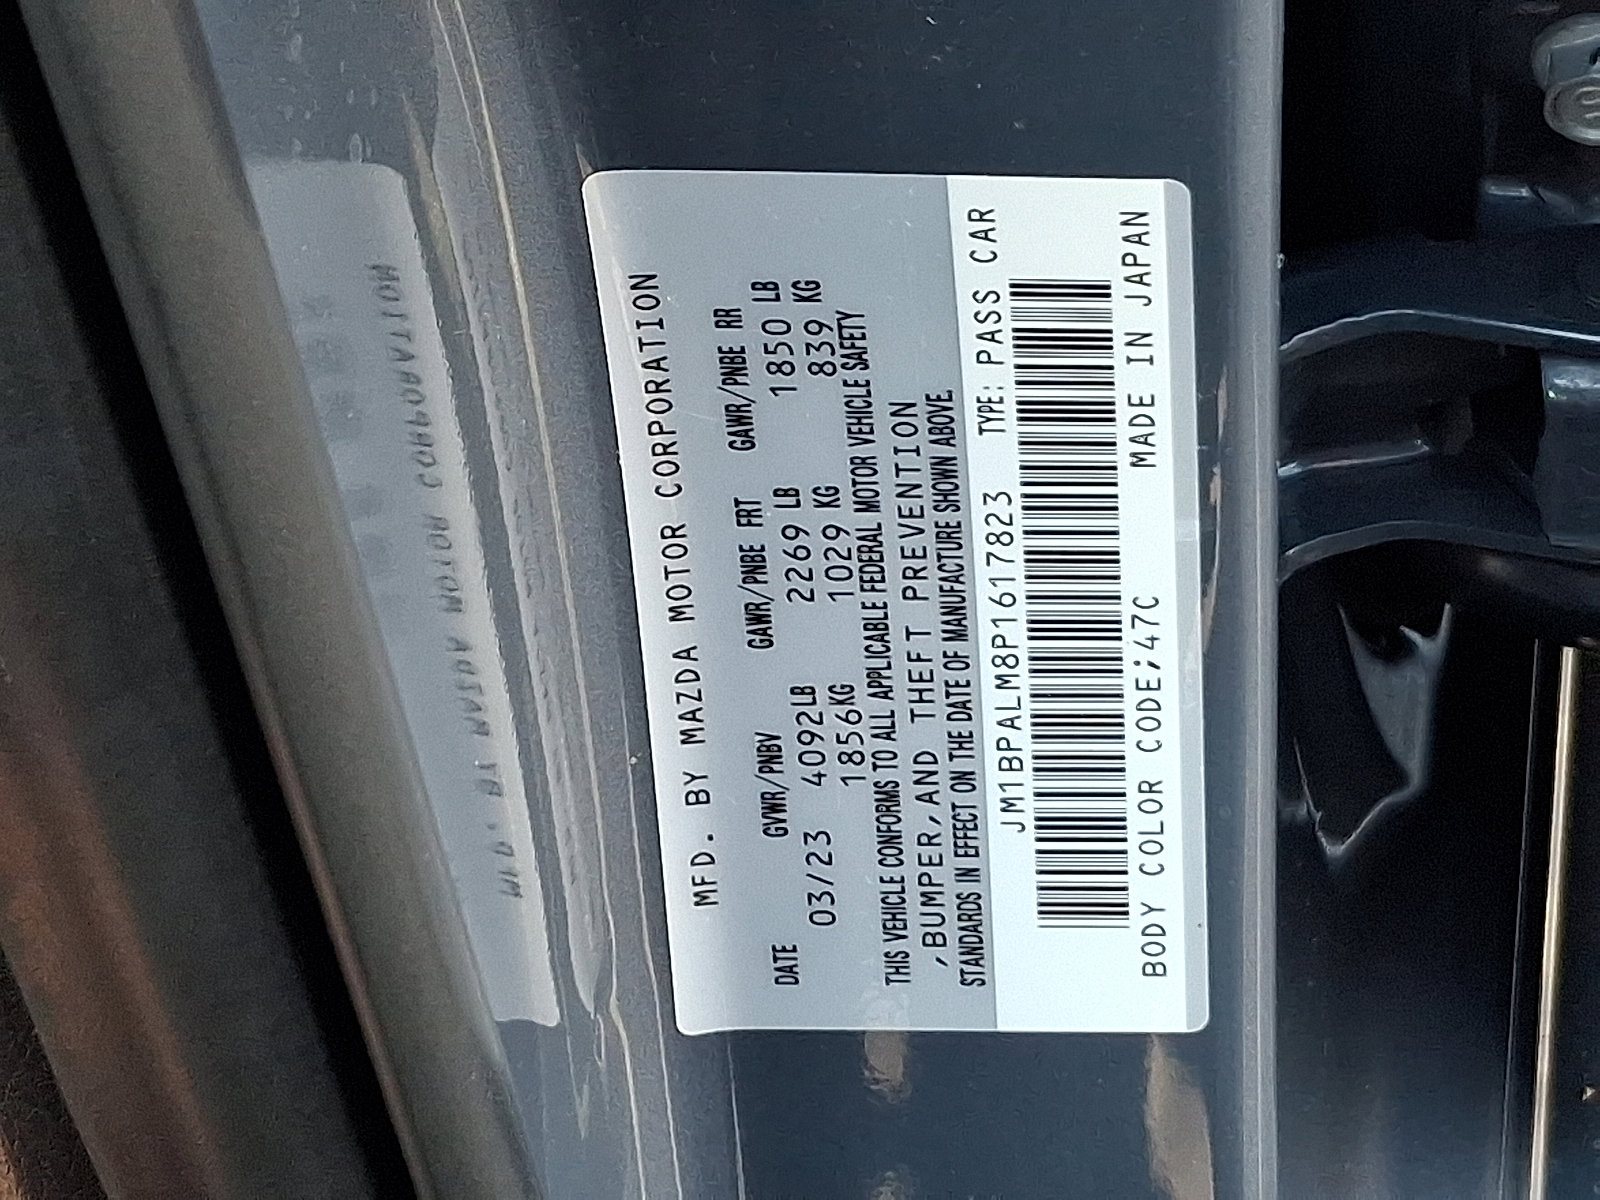 MFD. BY MAZDA MOTOR CORPORATION
DATE GVWR/PNBV GAWR/PNBE FRT GAWR/PNBE RR
03/23 4092LB 2269 LB 1850 LB
1856KG 1029 KG 839 KG
THIS VEHICLE CONFORMS TO ALL APPLICABLE FEDERAL MOTOR VEHICLE SAFETY
,BUMPER,AND THEFT PREVENTION
STANDARDS IN EFFECT ON THE DATE OF MANUFACTURE SHOWN ABOVE.
JM1BPALM8P1617823 TYPE: PASS CAR
BODY COLOR CODE;47C MADE IN JAPAN